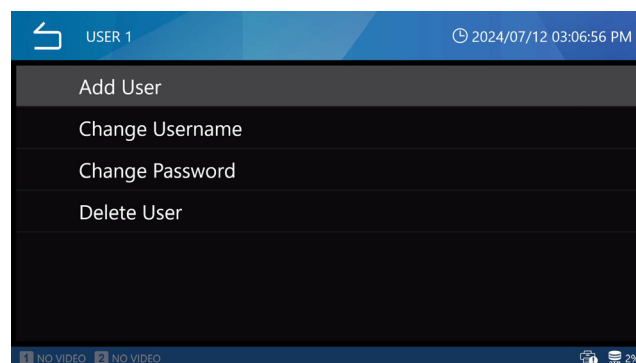 USER 1 2024/07/12 03:06:56 PM
Add User
Change Username
Change Password
Delete User
1 NO VIDEO 2 NO VIDEO 2%